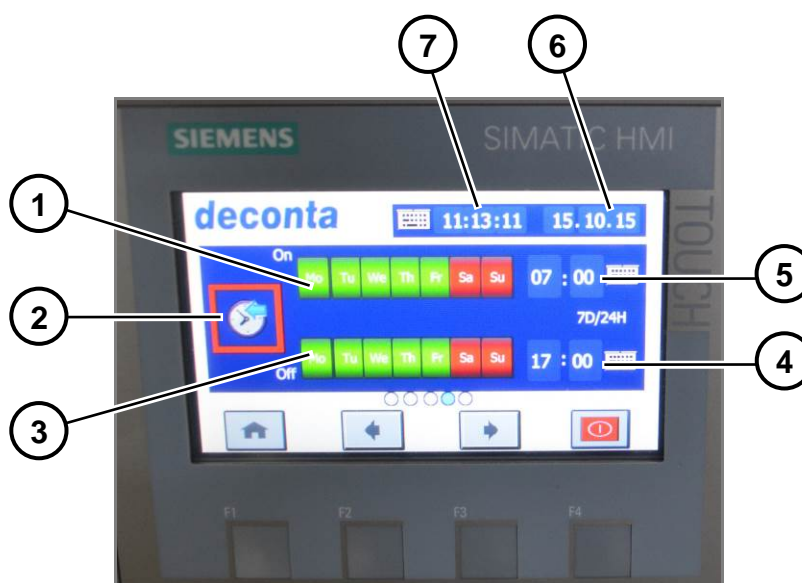 7 6
SIEMENS SIMATIC HMI
TOUCH
1
deconta 11:13:11 15.10.15
On
Mo Tu We Th Fr Sa Su 07 : 00
5
2
7D/24H
Mo Tu We Th Fr Sa Su 17 : 00
4
Off
3
F1 F2 F3 F4